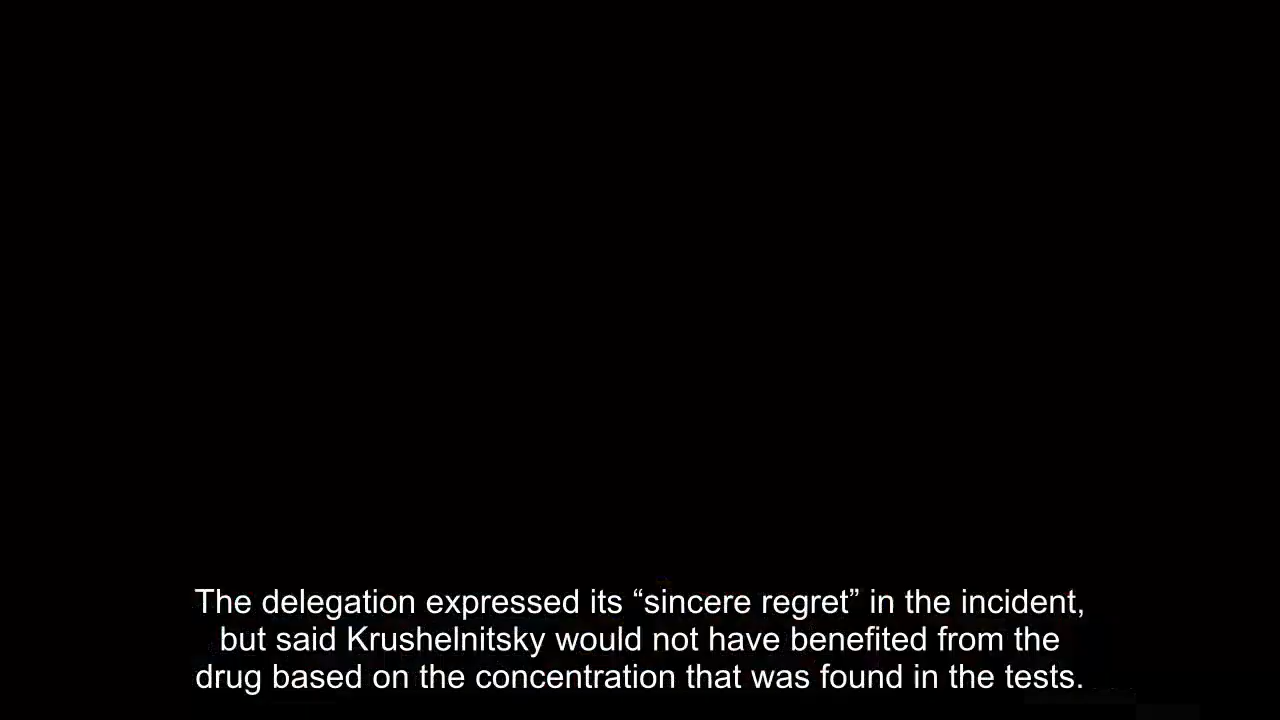 The delegation expressed its “sincere regret” in the incident,
but said Krushelnitsky would not have benefited from the
drug based on the concentration that was found in the tests.